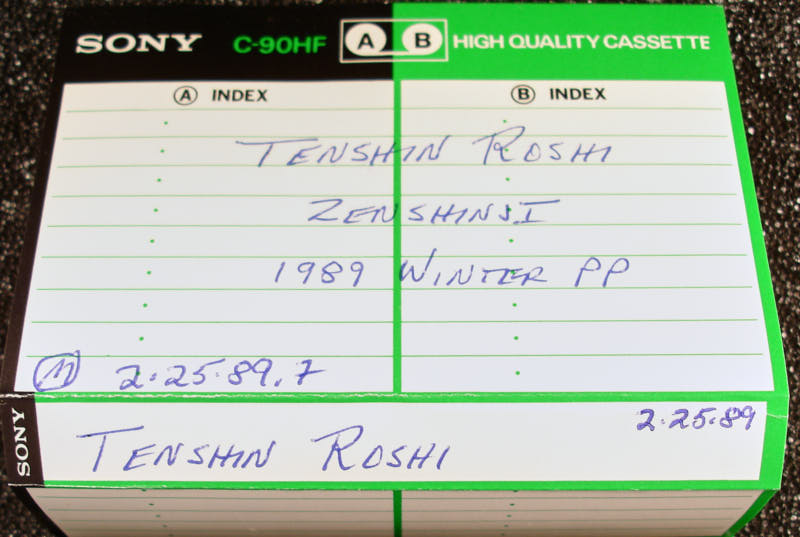 SONY C-90HF A B HIGH QUALITY CASSETTE
A INDEX B INDEX
TENSHIN ROSHI
ZENSHINJI
1989 WINTER PP
11 2.25.89.7
SONY TENSHIN ROSHI 2.25.89